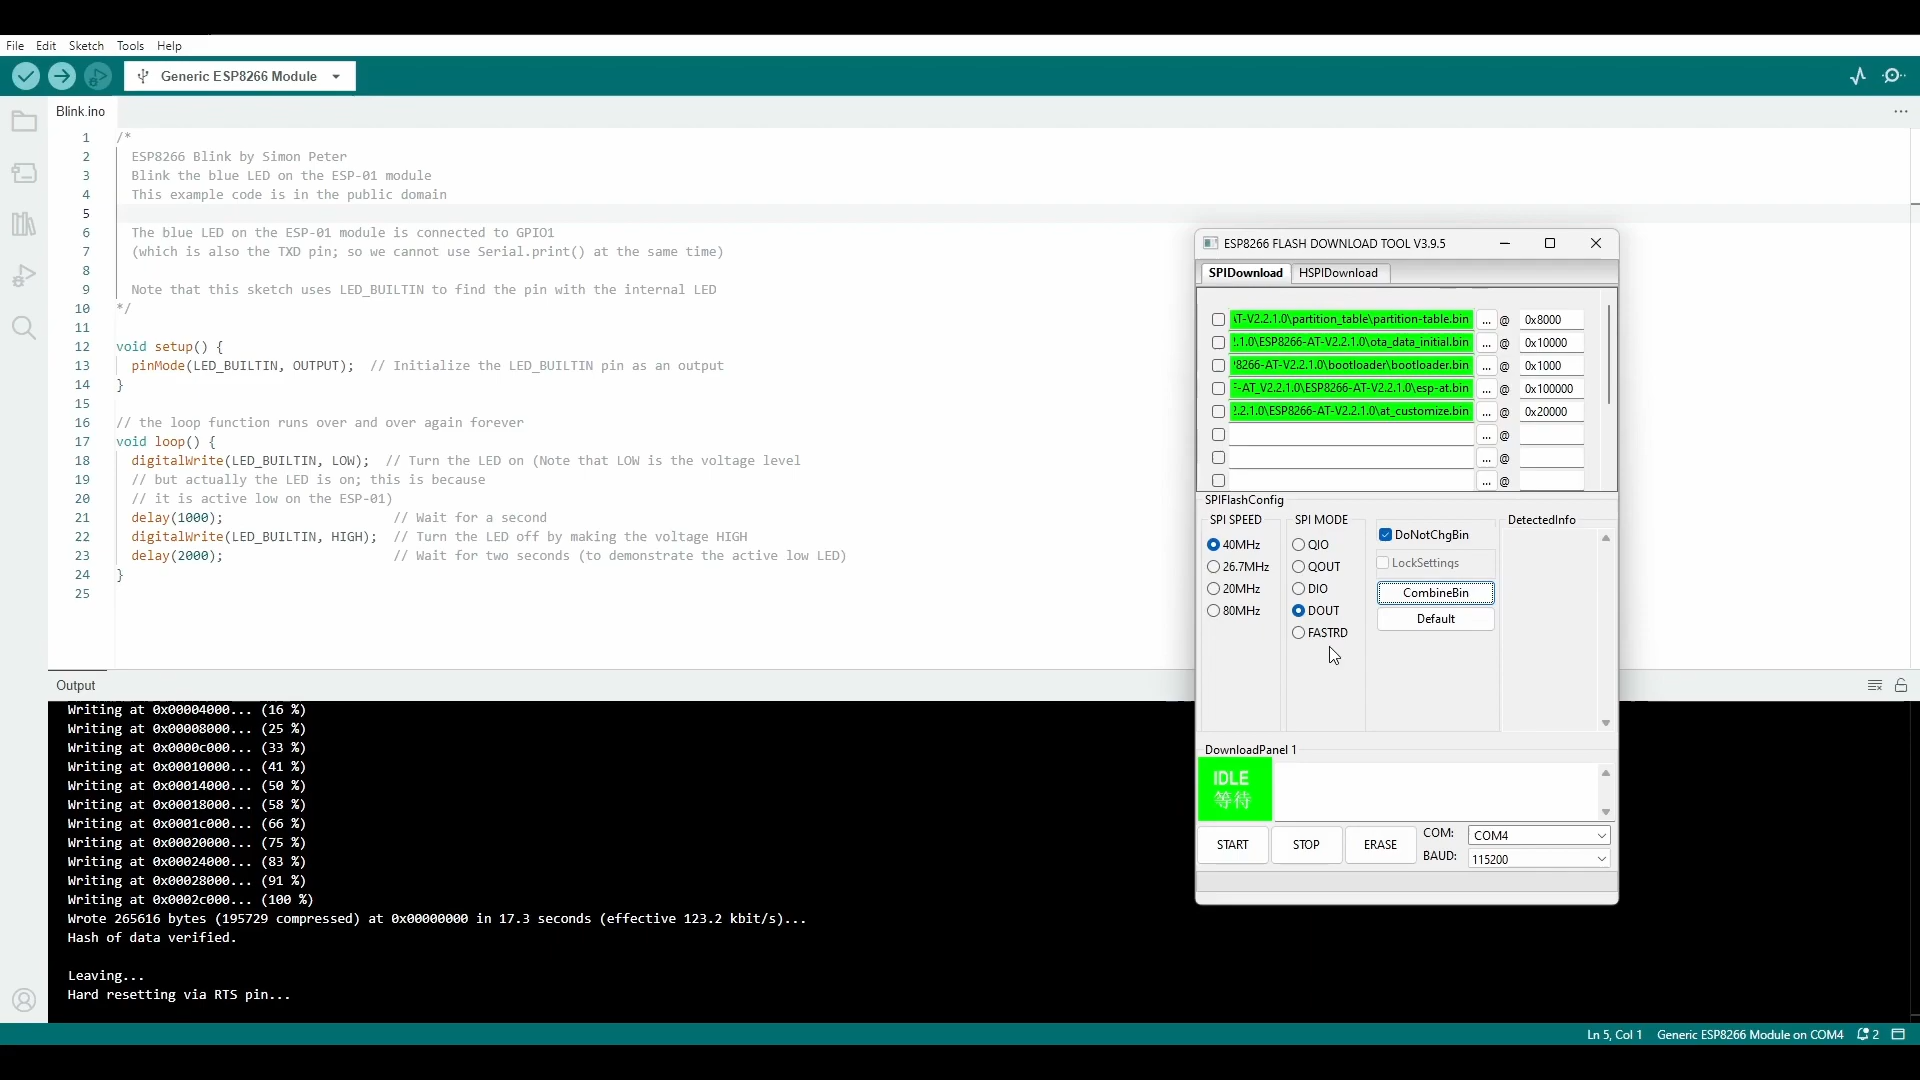 File Edit Sketch Tools Help
Generic ESP8266 Module
Blink.ino
1 /*
2 ESP8266 Blink by Simon Peter
3 Blink the blue LED on the ESP-01 module
4 This example code is in the public domain
5
6 The blue LED on the ESP-01 module is connected to GPIO1
7 (which is also the TXD pin; so we cannot use Serial.print() at the same time)
8
9 Note that this sketch uses LED_BUILTIN to find the pin with the internal LED
10 */
11
12 void setup() {
13 pinMode(LED_BUILTIN, OUTPUT); // Initialize the LED_BUILTIN pin as an output
14 }
15
16 // the loop function runs over and over again forever
17 void loop() {
18 digitalWrite(LED_BUILTIN, LOW); // Turn the LED on (Note that LOW is the voltage level
19 // but actually the LED is on; this is because
20 // it is active low on the ESP-01)
21 delay(1000); // Wait for a second
22 digitalWrite(LED_BUILTIN, HIGH); // Turn the LED off by making the voltage HIGH
23 delay(2000); // Wait for two seconds (to demonstrate the active low LED)
24 }
25
ESP8266 FLASH DOWNLOAD TOOL V3.9.5
SPIDownload HSPIDownload
\T-V2.2.1.0\partition_table\partition-table.bin ... @ 0x8000
.1.0\ESP8266-AT-V2.2.1.0\ota_data_initial.bin ... @ 0x10000
8266-AT-V2.2.1.0\bootloader\bootloader.bin ... @ 0x1000
-AT_V2.2.1.0\ESP8266-AT-V2.2.1.0\esp-at.bin ... @ 0x100000
2.2.1.0\ESP8266-AT-V2.2.1.0\at_customize.bin ... @ 0x20000
... @
... @
... @
SPIFlashConfig
SPI SPEED
40MHz
26.7MHz
20MHz
80MHz
SPI MODE
QIO
QOUT
DIO
DOUT
FASTRD
DoNotChgBin
LockSettings
CombineBin
Default
DetectedInfo
DownloadPanel 1
IDLE
等待
START STOP ERASE
COM: COM4
BAUD: 115200
Output
Writing at 0x00004000... (16 %)
Writing at 0x00008000... (25 %)
Writing at 0x0000c000... (33 %)
Writing at 0x00010000... (41 %)
Writing at 0x00014000... (50 %)
Writing at 0x00018000... (58 %)
Writing at 0x0001c000... (66 %)
Writing at 0x00020000... (75 %)
Writing at 0x00024000... (83 %)
Writing at 0x00028000... (91 %)
Writing at 0x0002c000... (100 %)
Wrote 265616 bytes (195729 compressed) at 0x00000000 in 17.3 seconds (effective 123.2 kbit/s)...
Hash of data verified.
Leaving...
Hard resetting via RTS pin...
Ln 5, Col 1 Generic ESP8266 Module on COM4 2